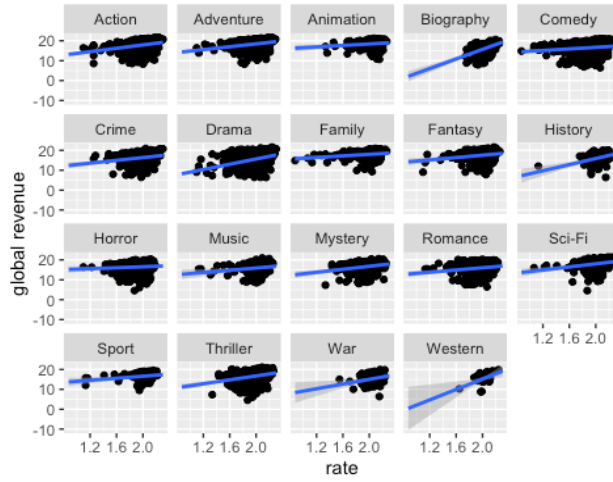 Action Adventure Animation Biography Comedy
20
10
0
-10
Crime Drama Family Fantasy History
20
10
0
-10
Horror Music Mystery Romance Sci-Fi
20
10
0
-10
1.2 1.6 2.0
Sport Thriller War Western
20
10
0
-10
1.2 1.6 2.0 1.2 1.6 2.0 1.2 1.6 2.0 1.2 1.6 2.0
global revenue
rate